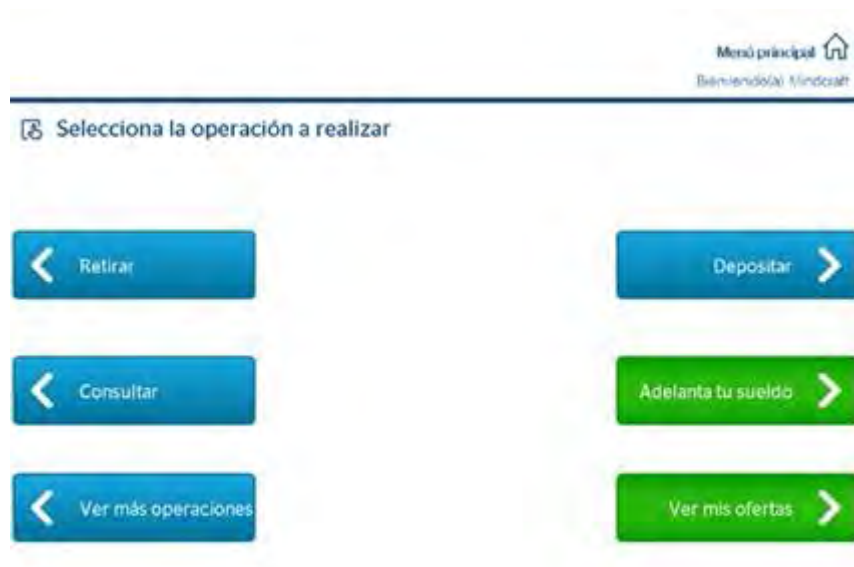 Menú principal
Bienvenido(a) Mindcraft
Selecciona la operación a realizar
Retirar
Depositar
Consultar
Adelanta tu sueldo
Ver más operaciones
Ver mis ofertas